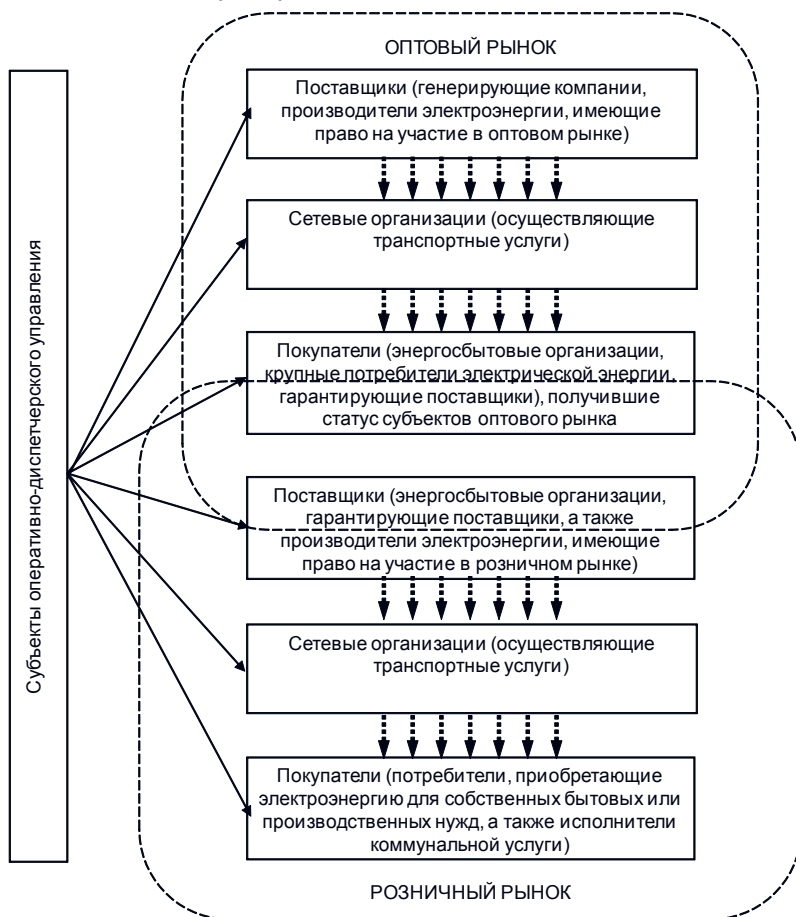 ОПТОВЫЙ РЫНОК
Поставщики (генерирующие компании,
производители электроэнергии, имеющие
право на участие в оптовом рынке)
Сетевые организации (осуществляющие
транспортные услуги)
Покупатели (энергосбытовые организации,
крупные потребители электрической энергии,
гарантирующие поставщики), получившие
статус субъектов оптового рынка
Поставщики (энергосбытовые организации,
гарантирующие поставщики, а также
производители электроэнергии, имеющие
право на участие в розничном рынке)
Сетевые организации (осуществляющие
транспортные услуги)
Покупатели (потребители, приобретающие
электроэнергию для собственных бытовых или
производственных нужд, а также исполнители
коммунальной услуги)
РОЗНИЧНЫЙ РЫНОК
Субъекты оперативно-диспетчерского управления